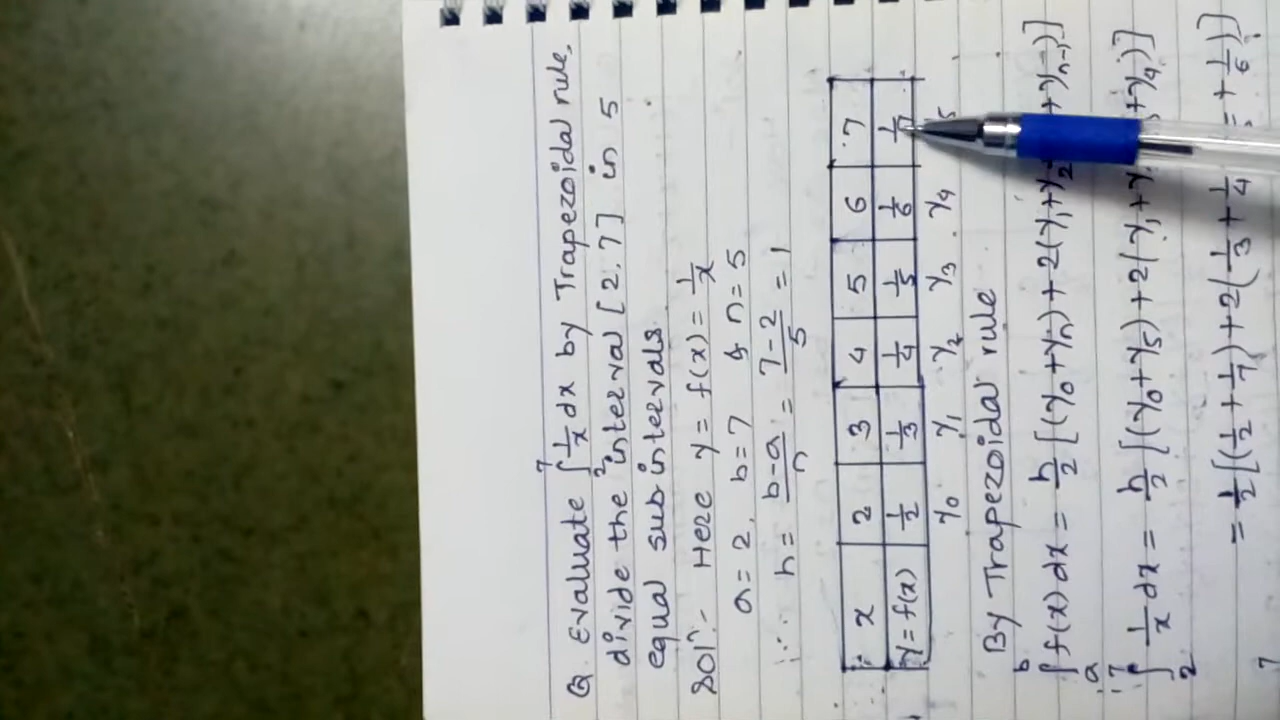 Q. Evaluate ∫₂⁷ 1/x dx by Trapezoidal rule,
divide the interval [2, 7] in 5
equal sub intervals.
Solⁿ:- Here y = f(x) = 1/x
a = 2, b = 7 & n = 5
∴ h = b-a/n = 7-2/5 = 1
x 2 3 4 5 6 7
y = f(x) 1/2 1/3 1/4 1/5 1/6
y₀ y₁ y₂ y₃ y₄
By Trapezoidal rule
∫ₐᵇ f(x) dx = h/2 [(y₀ + yₙ) + 2(y₁ + y₂ + yₙ₋₁)]
∫₂⁷ 1/x dx = h/2 [(y₀ + y₅) + 2(y₁ + y₄)]
= 1/2 [(1/2 + 1/7) + 2(1/3 + 1/4 + 1/6)]
7